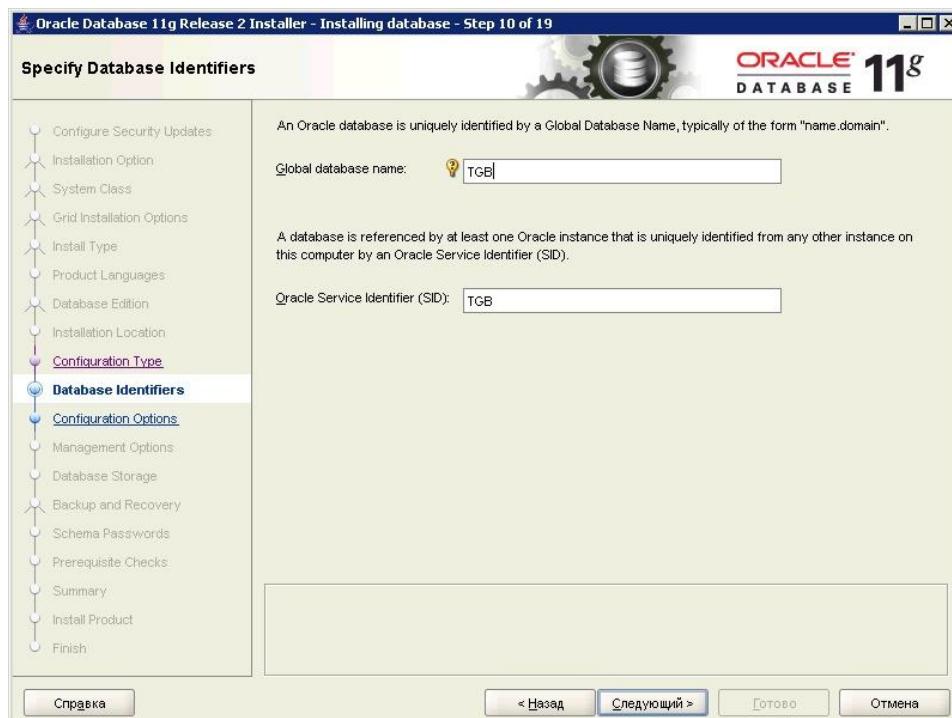 Oracle Database 11g Release 2 Installer - Installing database - Step 10 of 19
Specify Database Identifiers
ORACLE
DATABASE
11g
Configure Security Updates
Installation Option
System Class
Grid Installation Options
Install Type
Product Languages
Database Edition
Installation Location
Configuration Type
Database Identifiers
Configuration Options
Management Options
Database Storage
Backup and Recovery
Schema Passwords
Prerequisite Checks
Summary
Install Product
Finish
An Oracle database is uniquely identified by a Global Database Name, typically of the form "name.domain".
Global database name: TGB
A database is referenced by at least one Oracle instance that is uniquely identified from any other instance on
this computer by an Oracle Service Identifier (SID).
Oracle Service Identifier (SID): TGB
Справка
< Назад
Следующий >
Готово
Отмена